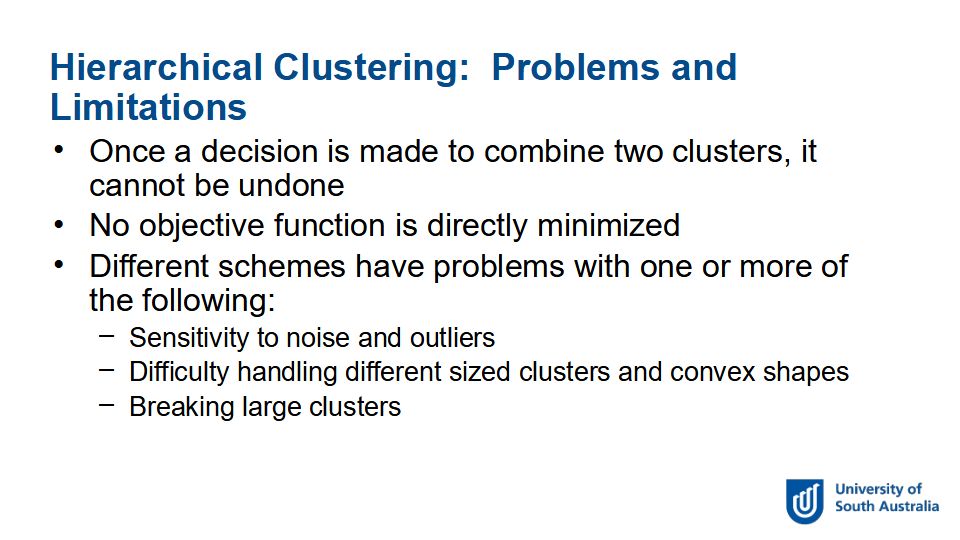 Hierarchical Clustering:  Problems and
Limitations
• Once a decision is made to combine two clusters, it
cannot be undone
• No objective function is directly minimized
• Different schemes have problems with one or more of
the following:
– Sensitivity to noise and outliers
– Difficulty handling different sized clusters and convex shapes
– Breaking large clusters
University of
South Australia